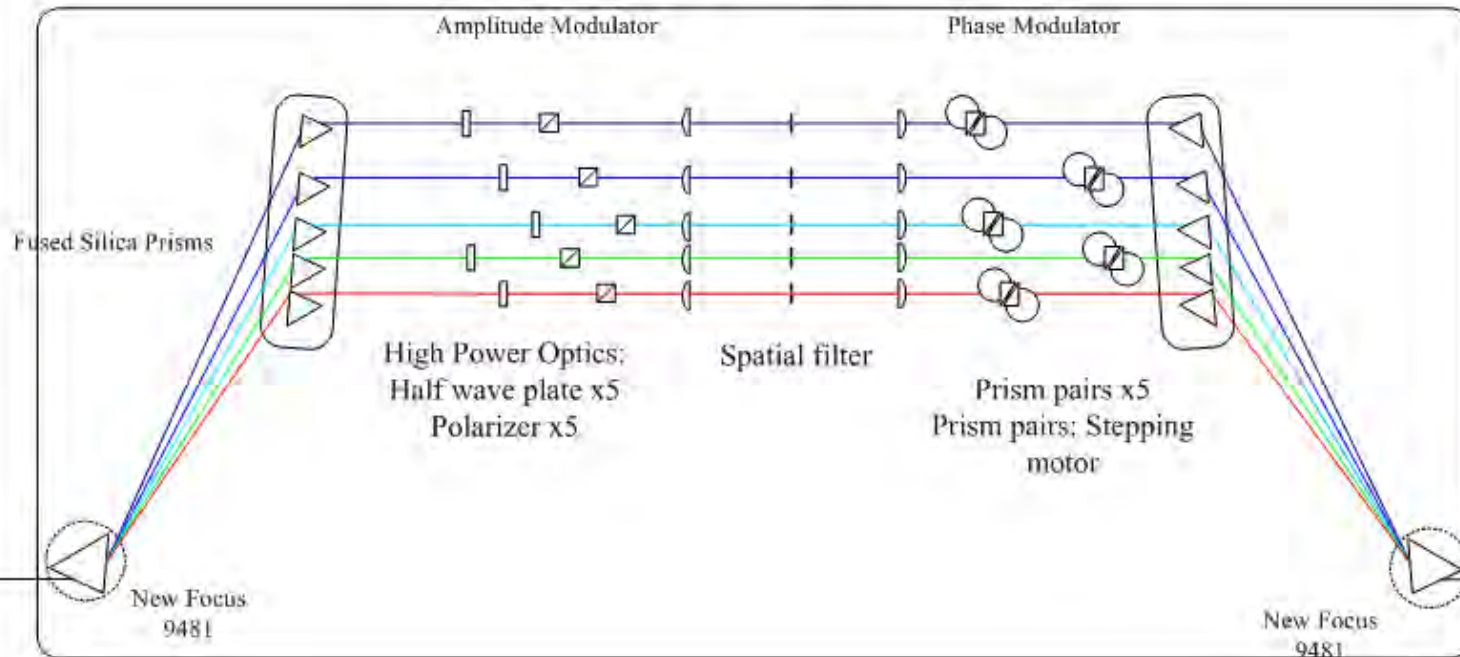 Amplitude Modulator
Phase Modulator
Fused Silica Prisms
High Power Optics:
Half wave plate x5
Polarizer x5
Spatial filter
Prism pairs x5
Prism pairs: Stepping
motor
New Focus
9481
New Focus
9481